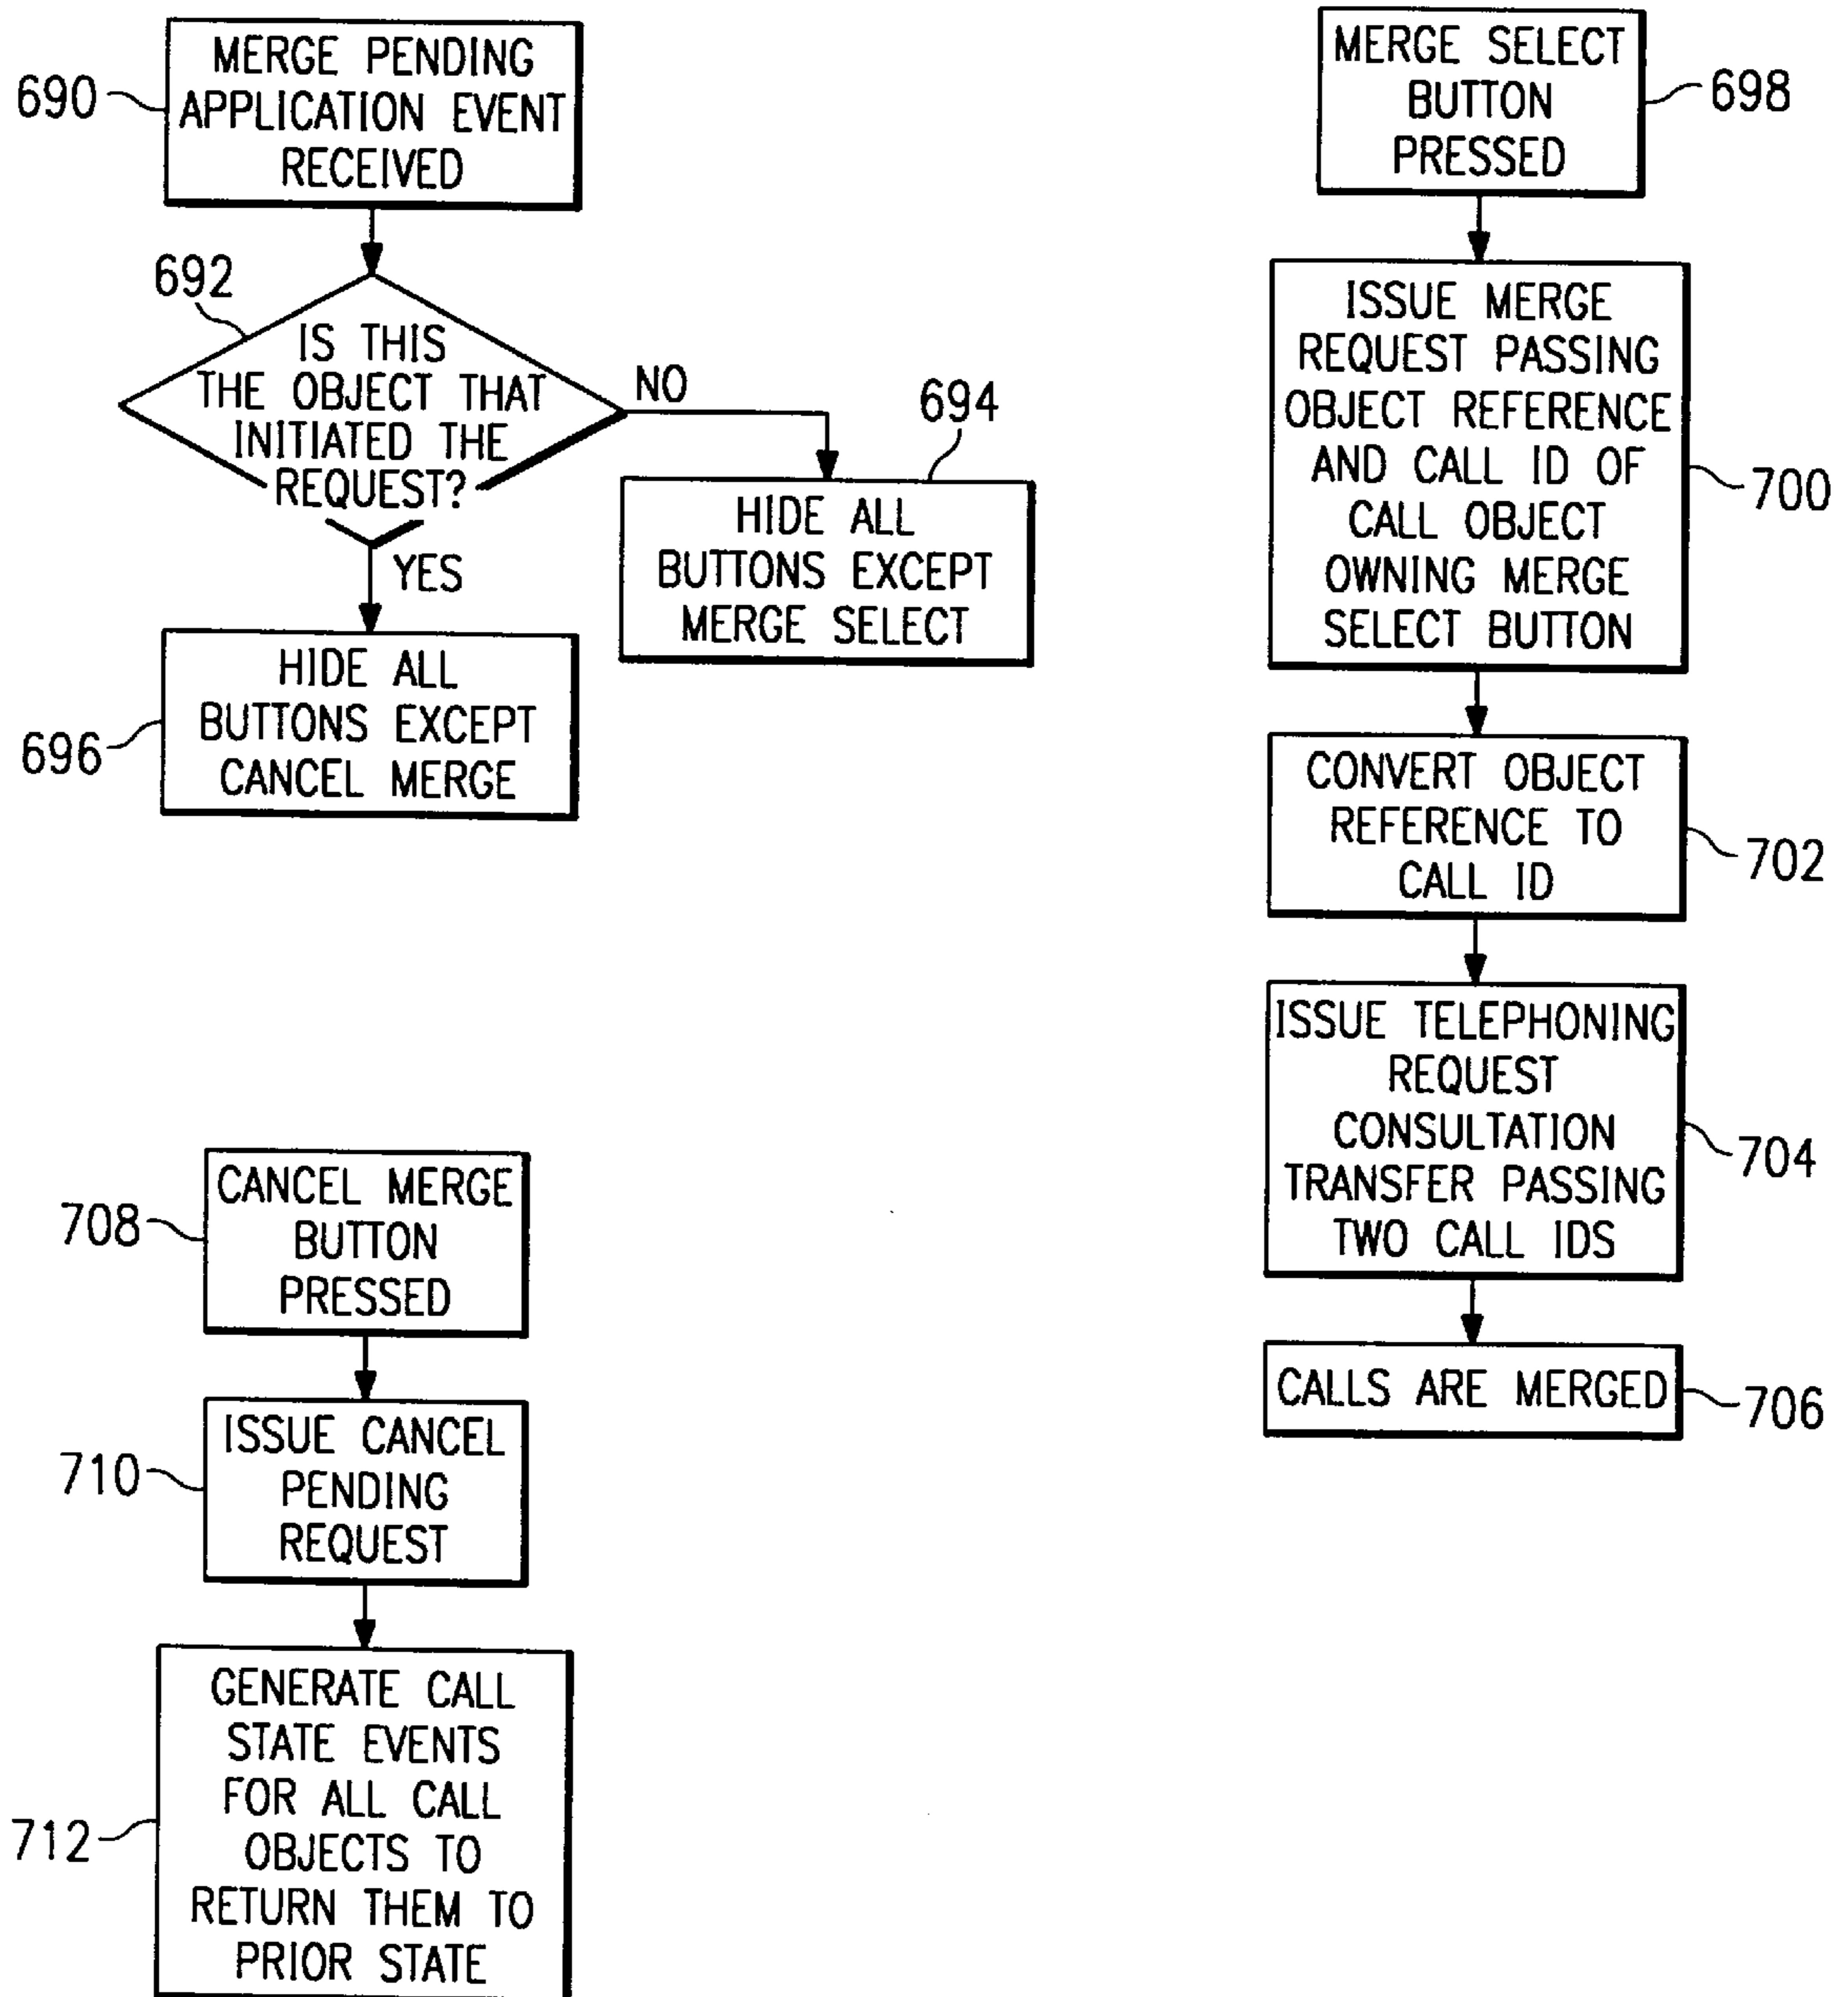 690
MERGE PENDING
APPLICATION EVENT
RECEIVED
692
IS THIS
THE OBJECT THAT
INITIATED THE
REQUEST?
NO
YES
694
HIDE ALL
BUTTONS EXCEPT
MERGE SELECT
696
HIDE ALL
BUTTONS EXCEPT
CANCEL MERGE
708
CANCEL MERGE
BUTTON
PRESSED
710
ISSUE CANCEL
PENDING
REQUEST
712
GENERATE CALL
STATE EVENTS
FOR ALL CALL
OBJECTS TO
RETURN THEM TO
PRIOR STATE
MERGE SELECT
BUTTON
PRESSED
698
ISSUE MERGE
REQUEST PASSING
OBJECT REFERENCE
AND CALL ID OF
CALL OBJECT
OWNING MERGE
SELECT BUTTON
700
CONVERT OBJECT
REFERENCE TO
CALL ID
702
ISSUE TELEPHONING
REQUEST
CONSULTATION
TRANSFER PASSING
TWO CALL IDS
704
CALLS ARE MERGED
706